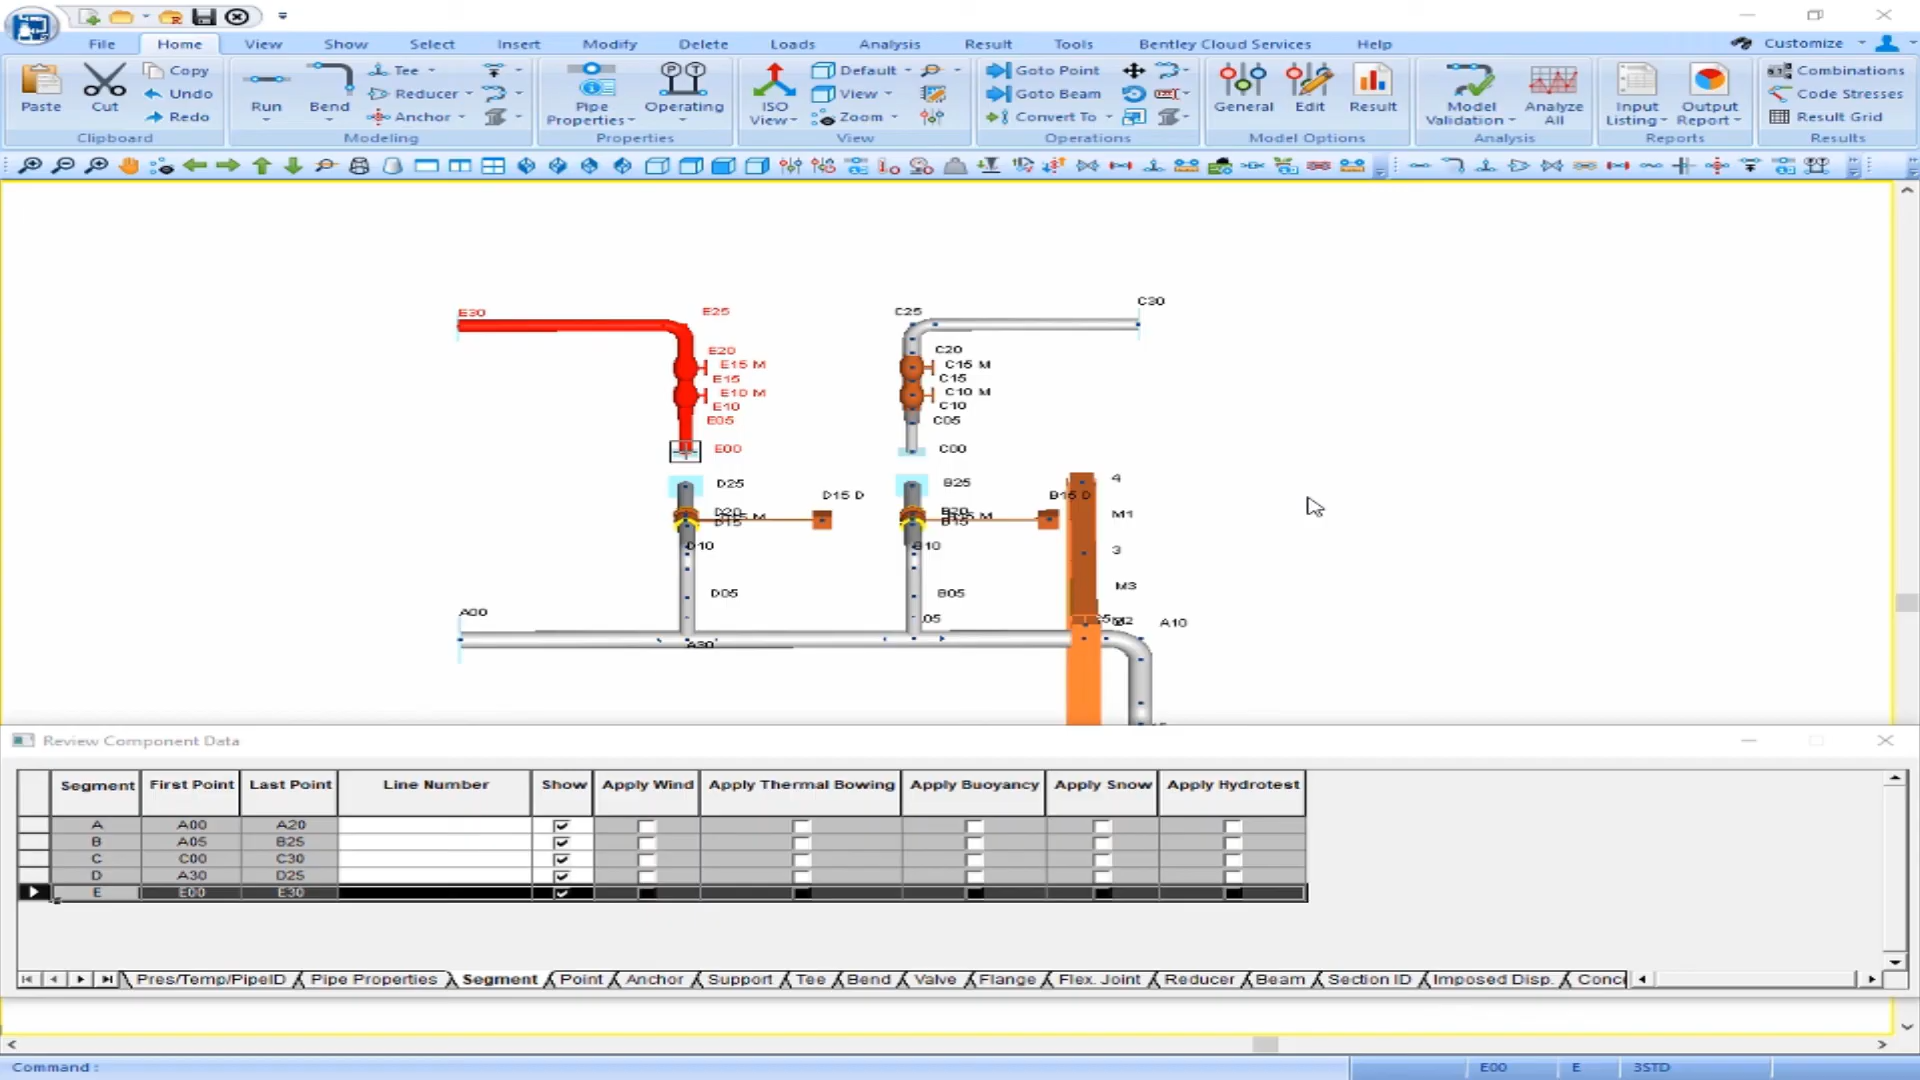 File Home View Show Select Insert Modify Delete Loads Analysis Result Tools Bentley Cloud Services Help Customize
Paste Cut Copy Undo Redo
Clipboard
Run Bend Tee Reducer Anchor
Modeling
Pipe Properties Operating
Properties
ISO View Default View Zoom
View
Goto Point Goto Beam Convert To
Operations
General Edit Result
Model Options
Model Validation Analyze All
Analysis
Input Listing Output Report
Reports
Combinations Code Stresses Result Grid
Results
E30 E25 C25 C30
E20 C20
E15 M C15 M
E15 C15
E10 M C10 M
E10 C10
E05 C05
E00 C00
D25 B25 4
D15 D B15 D
D20 B20 M1
D15 B15
D10 B10 3
D05 B05 M3
A00 A10
M2
A30
Review Component Data
Segment First Point Last Point Line Number Show Apply Wind Apply Thermal Bowing Apply Buoyancy Apply Snow Apply Hydrotest
A A00 A20
B A05 B25
C C00 C30
D A30 D25
E E00 E30
Pres/Temp/PipeID Pipe Properties Segment Point Anchor Support Tee Bend Valve Flange Flex. Joint Reducer Beam Section ID Imposed Disp.
Command : E00 E 3STD